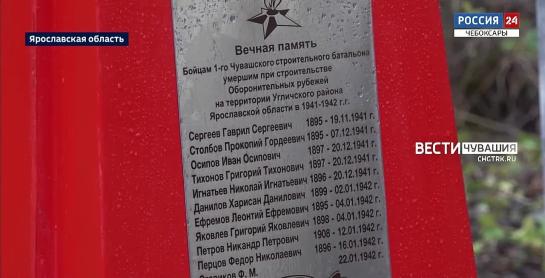 Ярославская область
РОССИЯ 24
ЧЕБОКСАРЫ
Вечная память
Бойцам 1-го Чувашского строительного батальона
умершим при строительстве
Оборонительных рубежей
на территории Угличского района
Ярославской области в 1941-1942 г.г.
Сергеев Гаврил Сергеевич 1895 - 19.11.1941 г.
Столбов Прокопий Гордеевич 1895 - 07.12.1941 г.
Осипов Иван Осипович 1897 - 20.12.1941 г.
Тихонов Григорий Тихонович 1897 - 20.12.1941 г.
Игнатьев Николай Игнатьевич 1896 - 20.12.1941 г.
Данилов Харисан Данилович 1899 - 02.01.1942 г.
Ефремов Леонтий Ефремович 1895 - 04.01.1942 г.
Яковлев Григорий Яковлевич 1898 - 04.01.1942 г.
Петров Никандр Петрович 1908 - 12.01.1942 г.
Перцов Федор Николаевич 1896 - 16.01.1942 г.
Ф. М. 22.01.1942 г.
ВЕСТИ ЧУВАШИЯ
CHGTRK.RU